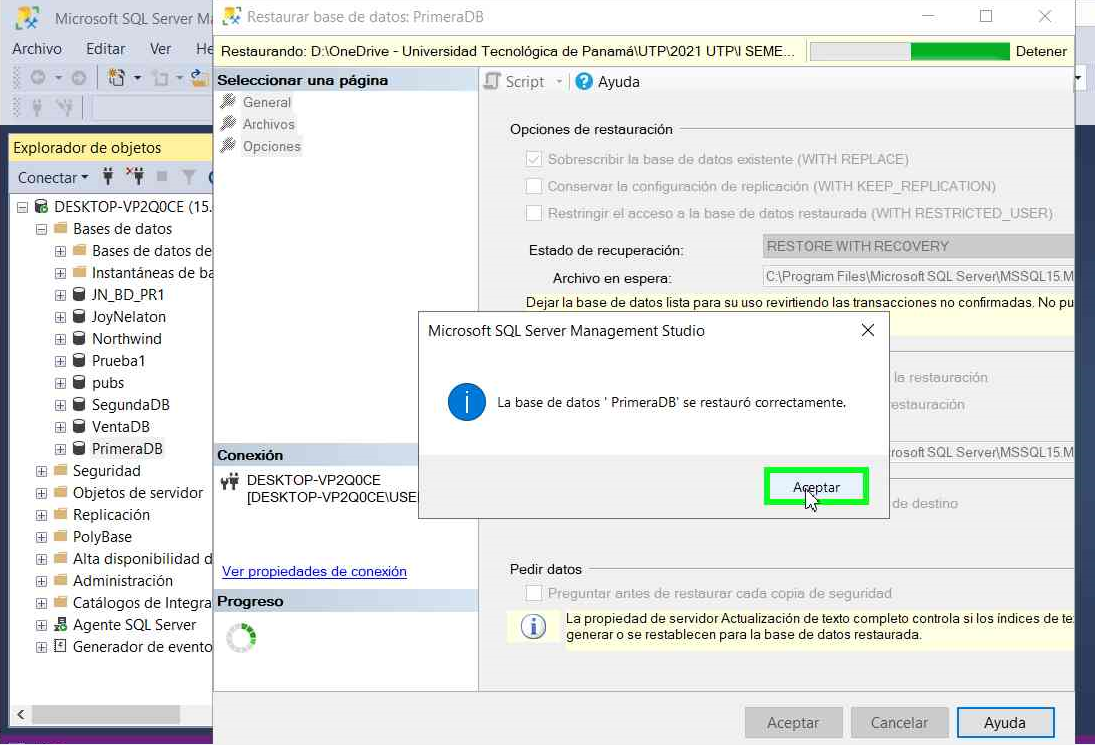 Microsoft SQL Server Ma
Archivo Editar Ver He
Explorador de objetos
Conectar
DESKTOP-VP2Q0CE (15.
Bases de datos
Bases de datos de
Instantáneas de ba
JN_BD_PR1
JoyNelaton
Northwind
Prueba1
pubs
SegundaDB
VentaDB
PrimeraDB
Seguridad
Objetos de servidor
Replicación
PolyBase
Alta disponibilidad d
Administración
Catálogos de Integra
Agente SQL Server
Generador de evento
Restaurar base de datos: PrimeraDB
Restaurando: D:\OneDrive - Universidad Tecnológica de Panamá\UTP\2021 UTP\I SEME... Detener
Seleccionar una página
General
Archivos
Opciones
Conexión
DESKTOP-VP2Q0CE
[DESKTOP-VP2Q0CE\USE
Ver propiedades de conexión
Progreso
Script Ayuda
Opciones de restauración
Sobrescribir la base de datos existente (WITH REPLACE)
Conservar la configuración de replicación (WITH KEEP_REPLICATION)
Restringir el acceso a la base de datos restaurada (WITH RESTRICTED_USER)
Estado de recuperación: RESTORE WITH RECOVERY
Archivo en espera: C:\Program Files\Microsoft SQL Server\MSSQL15.M
Dejar la base de datos lista para su uso revirtiendo las transacciones no confirmadas. No pu
la restauración
estauración
rosoft SQL Server\MSSQL15.M
de destino
Microsoft SQL Server Management Studio
La base de datos ' PrimeraDB' se restauró correctamente.
Aceptar
Pedir datos
Preguntar antes de restaurar cada copia de seguridad
La propiedad de servidor Actualización de texto completo controla si los índices de te
generar o se restablecen para la base de datos restaurada.
Aceptar Cancelar Ayuda